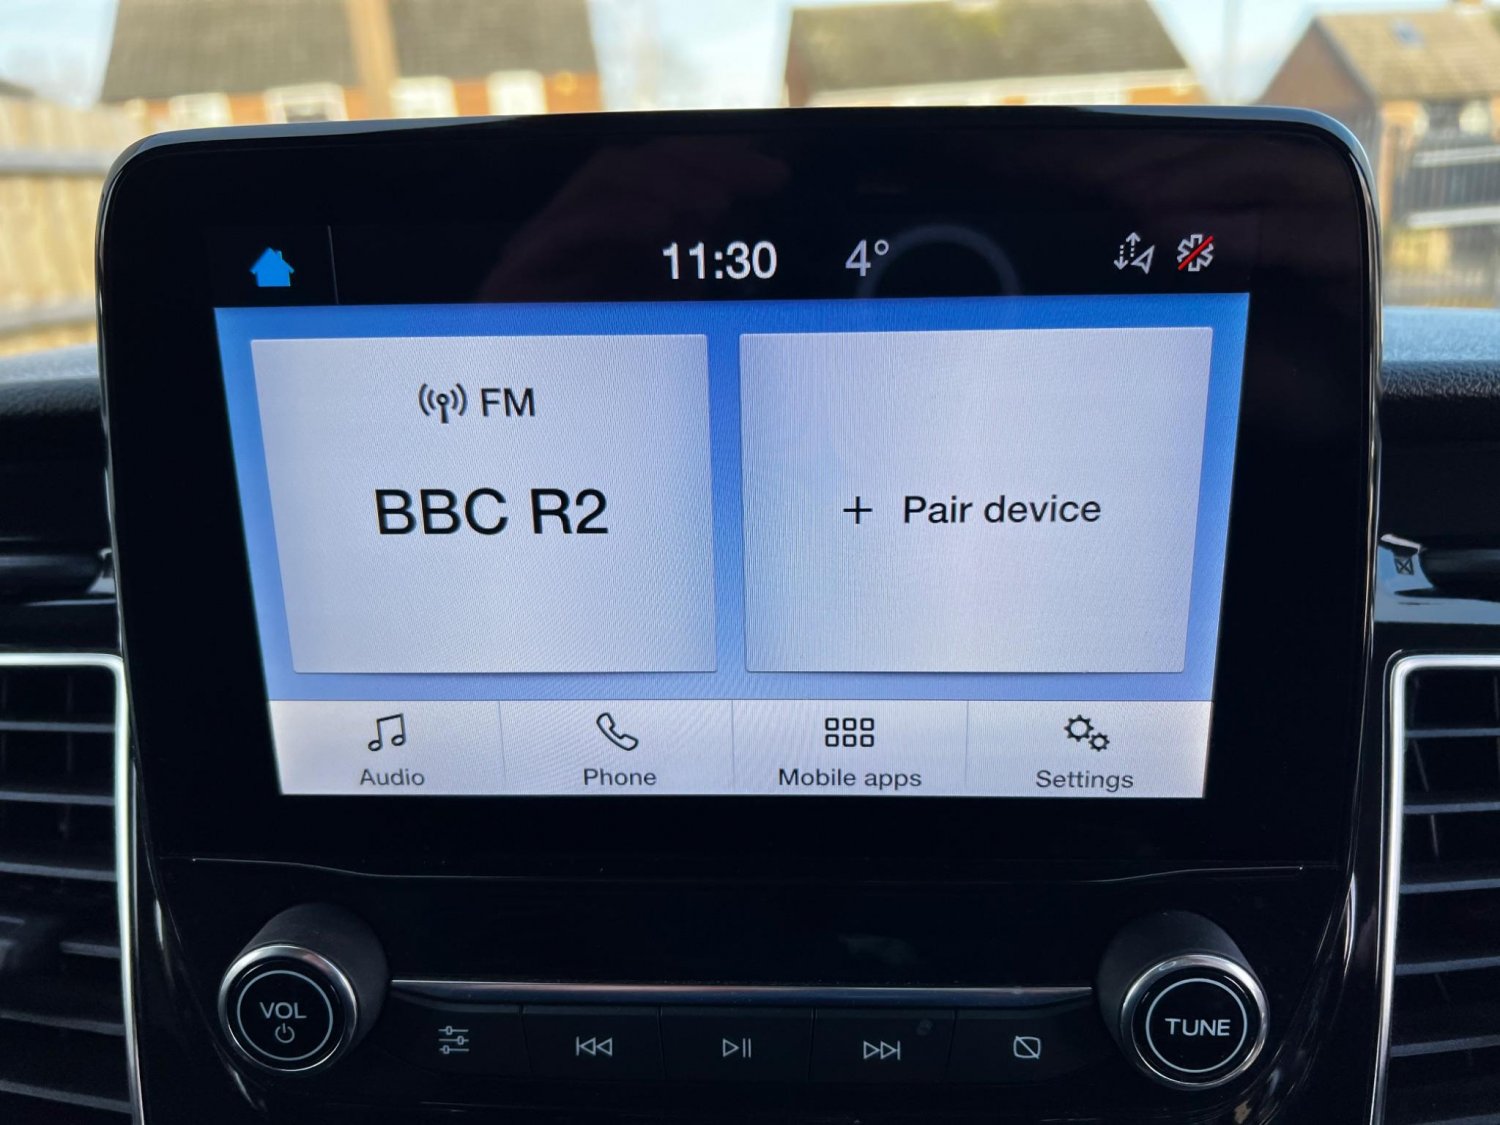 11:30 4°
FM
BBC R2
+ Pair device
Audio Phone Mobile apps Settings
VOL
TUNE